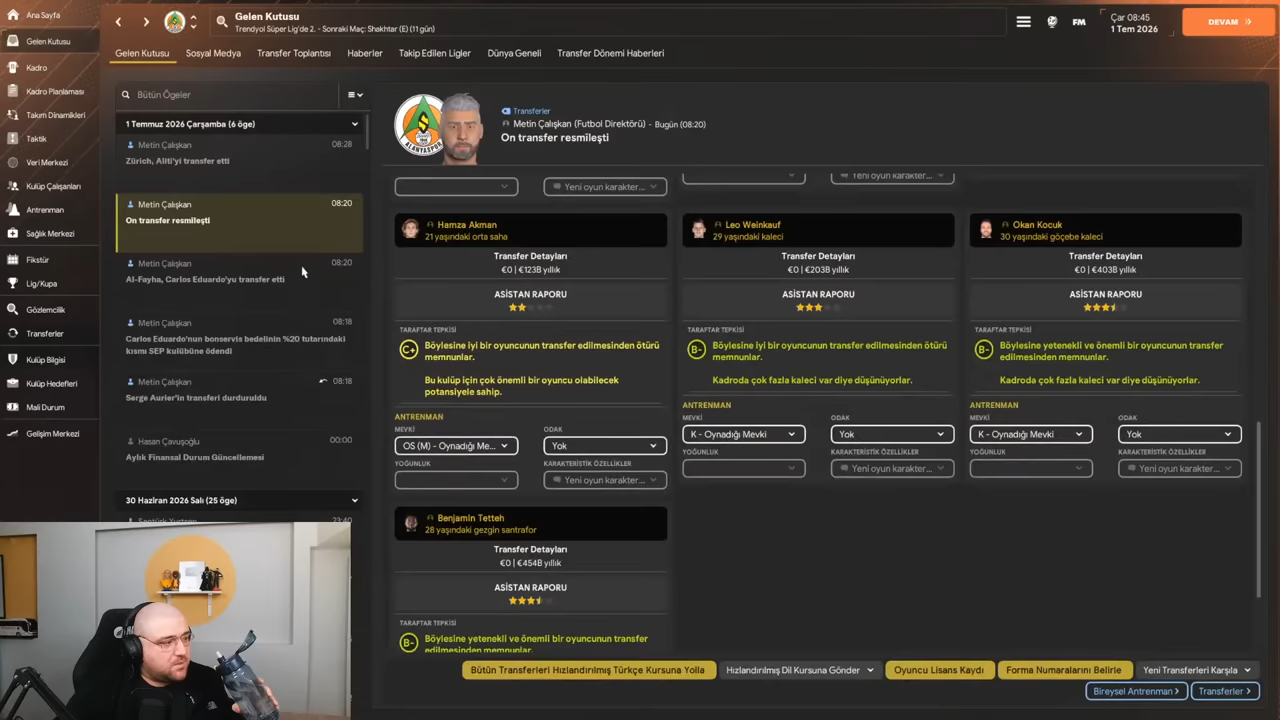 Ana Sayfa
Gelen Kutusu
Kadro
Kadro Planlaması
Takım Dinamikleri
Taktik
Veri Merkezi
Kulüp Çalışanları
Antrenman
Sağlık Merkezi
Fikstür
Lig/Kupa
Gözlemcilik
Transferler
Kulüp Bilgisi
Kulüp Hedefleri
Mali Durum
Gelişim Merkezi
Gelen Kutusu
Trendyol Süper Lig'de 2. - Sonraki Maç: Shakhtar (E) (11 gün)
FM
Çar 08:45
1 Tem 2026
DEVAM
Gelen Kutusu
Sosyal Medya
Transfer Toplantısı
Haberler
Takip Edilen Ligler
Dünya Geneli
Transfer Dönemi Haberleri
Bütün Ögeler
1 Temmuz 2026 Çarşamba (6 öge)
Metin Çalışkan 08:28
Zürich, Aliti'yi transfer etti
Metin Çalışkan 08:20
On transfer resmîleşti
Metin Çalışkan 08:20
Al-Fayha, Carlos Eduardo'yu transfer etti
Metin Çalışkan 08:18
Carlos Eduardo'nun bonservis bedelinin %20 tutarındaki
kısmı SEP kulübüne ödendi
Metin Çalışkan 08:18
Serge Aurier'in transferi durduruldu
Hasan Çavuşoğlu 00:00
Aylık Finansal Durum Güncellemesi
30 Haziran 2026 Salı (25 öge)
ALANYASPOR
Transferler
Metin Çalışkan (Futbol Direktörü) - Bugün (08:20)
On transfer resmîleşti
Yeni oyun karakter...
Yeni oyun karakter...
Hamza Akman
21 yaşındaki orta saha
Transfer Detayları
€0 | €123B yıllık
ASİSTAN RAPORU
TARAFTAR TEPKİSİ
C+
Böylesine iyi bir oyuncunun transfer edilmesinden ötürü
memnunlar.
Bu kulüp için çok önemli bir oyuncu olabilecek
potansiyele sahip.
ANTRENMAN
MEVKİ
ODAK
OS (M) - Oynadığı Me...
Yok
YOĞUNLUK
KARAKTERİSTİK ÖZELLİKLER
Yeni oyun karakter...
Leo Weinkauf
29 yaşındaki kaleci
Transfer Detayları
€0 | €203B yıllık
ASİSTAN RAPORU
TARAFTAR TEPKİSİ
B-
Böylesine iyi bir oyuncunun transfer edilmesinden ötürü
memnunlar.
Kadroda çok fazla kaleci var diye düşünüyorlar.
ANTRENMAN
MEVKİ
ODAK
K - Oynadığı Mevki
Yok
YOĞUNLUK
KARAKTERİSTİK ÖZELLİKLER
Yeni oyun karakter...
Okan Kocuk
30 yaşındaki göçebe kaleci
Transfer Detayları
€0 | €403B yıllık
ASİSTAN RAPORU
TARAFTAR TEPKİSİ
B-
Böylesine yetenekli ve önemli bir oyuncunun transfer
edilmesinden ötürü memnunlar.
Kadroda çok fazla kaleci var diye düşünüyorlar.
ANTRENMAN
MEVKİ
ODAK
K - Oynadığı Mevki
Yok
YOĞUNLUK
KARAKTERİSTİK ÖZELLİKLER
Yeni oyun karakter...
Benjamin Tetteh
28 yaşındaki gezgin santrafor
Transfer Detayları
€0 | €454B yıllık
ASİSTAN RAPORU
TARAFTAR TEPKİSİ
B-
Böylesine yetenekli ve önemli bir oyuncunun transfer
edilmesinden ötürü memnunlar.
Bütün Transferleri Hızlandırılmış Türkçe Kursuna Yolla
Hızlandırılmış Dil Kursuna Gönder
Oyuncu Lisans Kaydı
Forma Numaralarını Belirle
Yeni Transferleri Karşıla
Bireysel Antrenman
Transferler